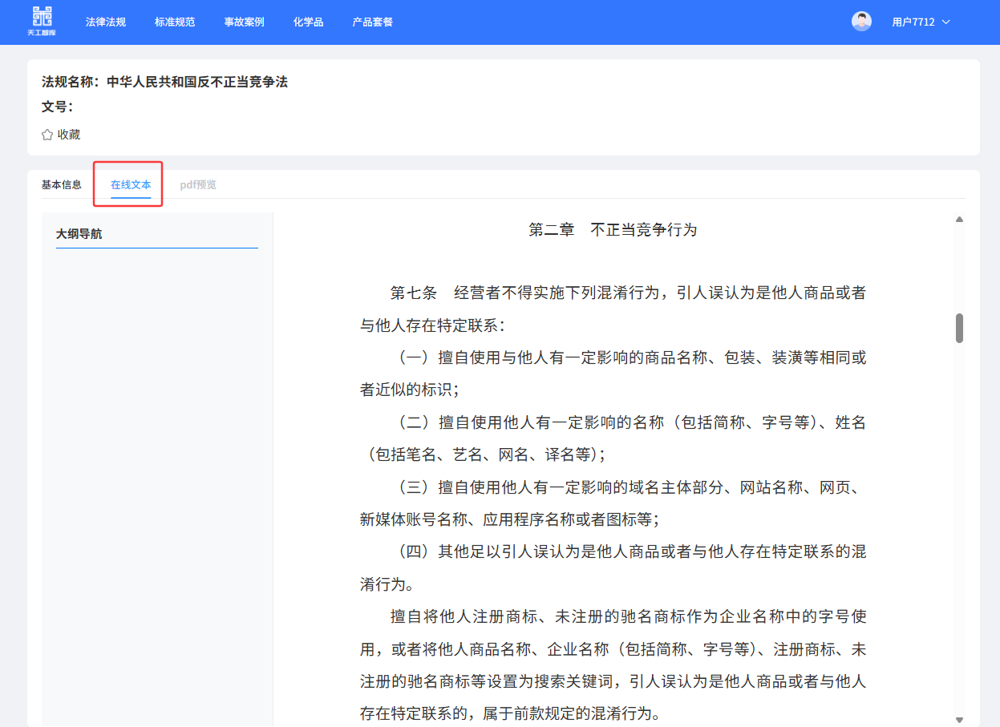 天工智库
法律法规 标准规范 事故案例 化学品 产品套餐 用户7712
法规名称：中华人民共和国反不正当竞争法
文号：
收藏
基本信息 在线文本 pdf预览
大纲导航
第二章　不正当竞争行为
第七条　经营者不得实施下列混淆行为，引人误认为是他人商品或者
与他人存在特定联系：
（一）擅自使用与他人有一定影响的商品名称、包装、装潢等相同或
者近似的标识；
（二）擅自使用他人有一定影响的名称（包括简称、字号等）、姓名
（包括笔名、艺名、网名、译名等）；
（三）擅自使用他人有一定影响的域名主体部分、网站名称、网页、
新媒体账号名称、应用程序名称或者图标等；
（四）其他足以引人误认为是他人商品或者与他人存在特定联系的混
淆行为。
擅自将他人注册商标、未注册的驰名商标作为企业名称中的字号使
用，或者将他人商品名称、企业名称（包括简称、字号等）、注册商标、未
注册的驰名商标等设置为搜索关键词，引人误认为是他人商品或者与他人
存在特定联系的，属于前款规定的混淆行为。